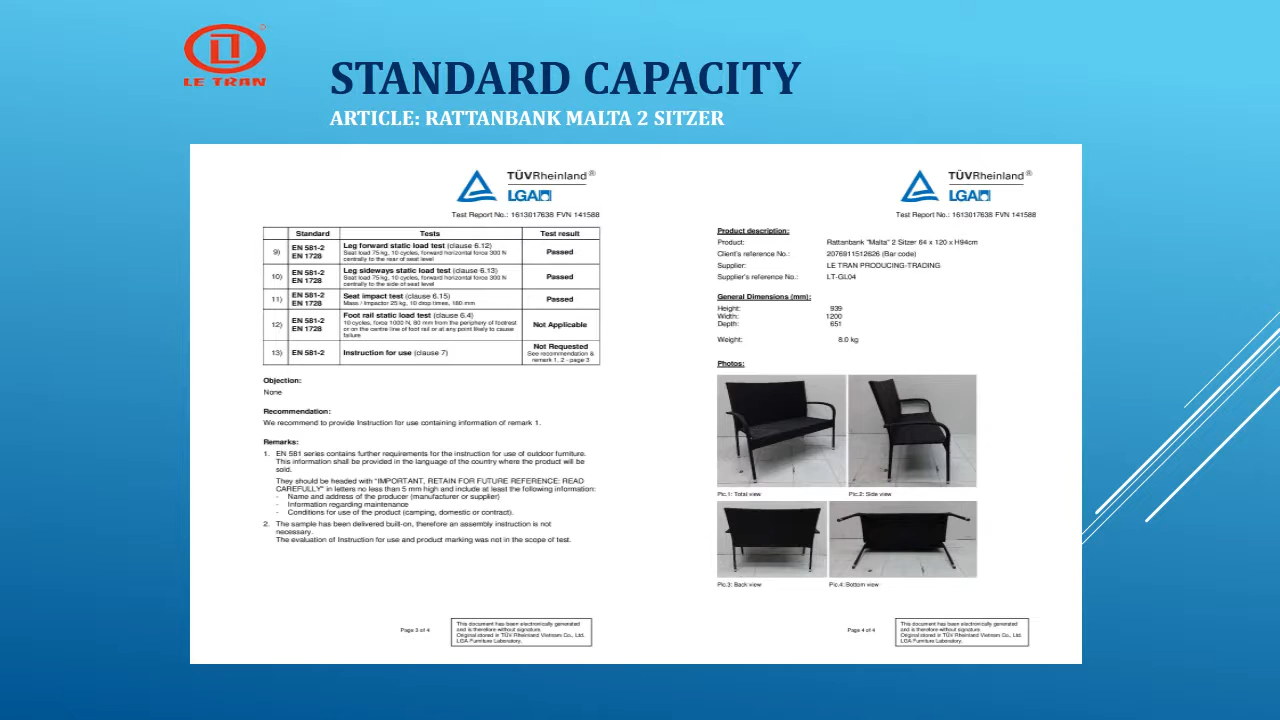 LE TRAN
STANDARD CAPACITY
ARTICLE: RATTANBANK MALTA 2 SITZER
TÜVRheinland®
LGA
Test Report No.: 1613017638 FVN 141588
Standard Tests Test result
9) EN 581-2 EN 1728 Leg forward static load test (clause 6.12) Passed
Seat load 75 kg, 10 cycles, forward horizontal force 300 N
centrally to the rear of seat level
10) EN 581-2 EN 1728 Leg sideways static load test (clause 6.13) Passed
Seat load 75 kg, 10 cycles, forward horizontal force 300 N
centrally to the side of seat level
11) EN 581-2 EN 1728 Seat impact test (clause 6.15) Passed
Mass / Impactor 25 kg, 10 drop times, 180 mm
12) EN 581-2 EN 1728 Foot rail static load test (clause 6.4) Not Applicable
10 cycles, force 1000 N, 80 mm from the periphery of footrest
or on the centre line of foot rail or at any point likely to cause
failure
13) EN 581-2 Instruction for use (clause 7) Not Requested
See recommendation &
remark 1, 2 - page 3
Objection:
None
Recommendation:
We recommend to provide Instruction for use containing information of remark 1.
Remarks:
1. EN 581 series contains further requirements for the instruction for use of outdoor furniture.
This information shall be provided in the language of the country where the product will be
sold.
They should be headed with "IMPORTANT, RETAIN FOR FUTURE REFERENCE: READ
CAREFULLY" in letters no less than 5 mm high and include at least the following information:
- Name and address of the producer (manufacturer or supplier)
- Information regarding maintenance
- Conditions for use of the product (camping, domestic or contract).
2. The sample has been delivered built-on, therefore an assembly instruction is not
necessary.
The evaluation of Instruction for use and product marking was not in the scope of test.
Page 3 of 4
This document has been electronically generated
and is therefore without signature.
Original stored in TÜV Rheinland Vietnam Co., Ltd.
LGA Furniture Laboratory.
TÜVRheinland®
LGA
Test Report No.: 1613017638 FVN 141588
Product description:
Product: Rattanbank "Malta" 2 Sitzer 64 x 120 x H94cm
Client's reference No.: 2076911512626 (Bar code)
Supplier: LE TRAN PRODUCING-TRADING
Supplier's reference No.: LT-GL04
General Dimensions (mm):
Height: 939
Width: 1200
Depth: 651
Weight: 8.0 kg
Photos:
Pic.1: Total view Pic.2: Side view
Pic.3: Back view Pic.4: Bottom view
Page 4 of 4
This document has been electronically generated
and is therefore without signature.
Original stored in TÜV Rheinland Vietnam Co., Ltd.
LGA Furniture Laboratory.